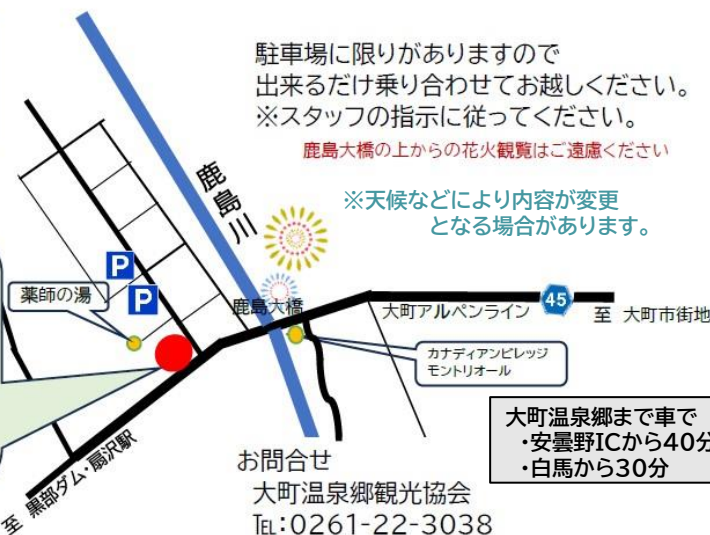 駐車場に限りがありますので
出来るだけ乗り合わせてお越しください。
※スタッフの指示に従ってください。
鹿島大橋の上からの花火観覧はご遠慮ください
※天候などにより内容が変更
となる場合があります。
鹿島川
P
P
薬師の湯
鹿島大橋
大町アルペンライン
45
至 大町市街地
カナディアンビレッジ
モントリオール
至 黒部ダム・扇沢駅
大町温泉郷まで車で
・安曇野ICから40分
・白馬から30分
お問合せ
大町温泉郷観光協会
℡:0261-22-3038